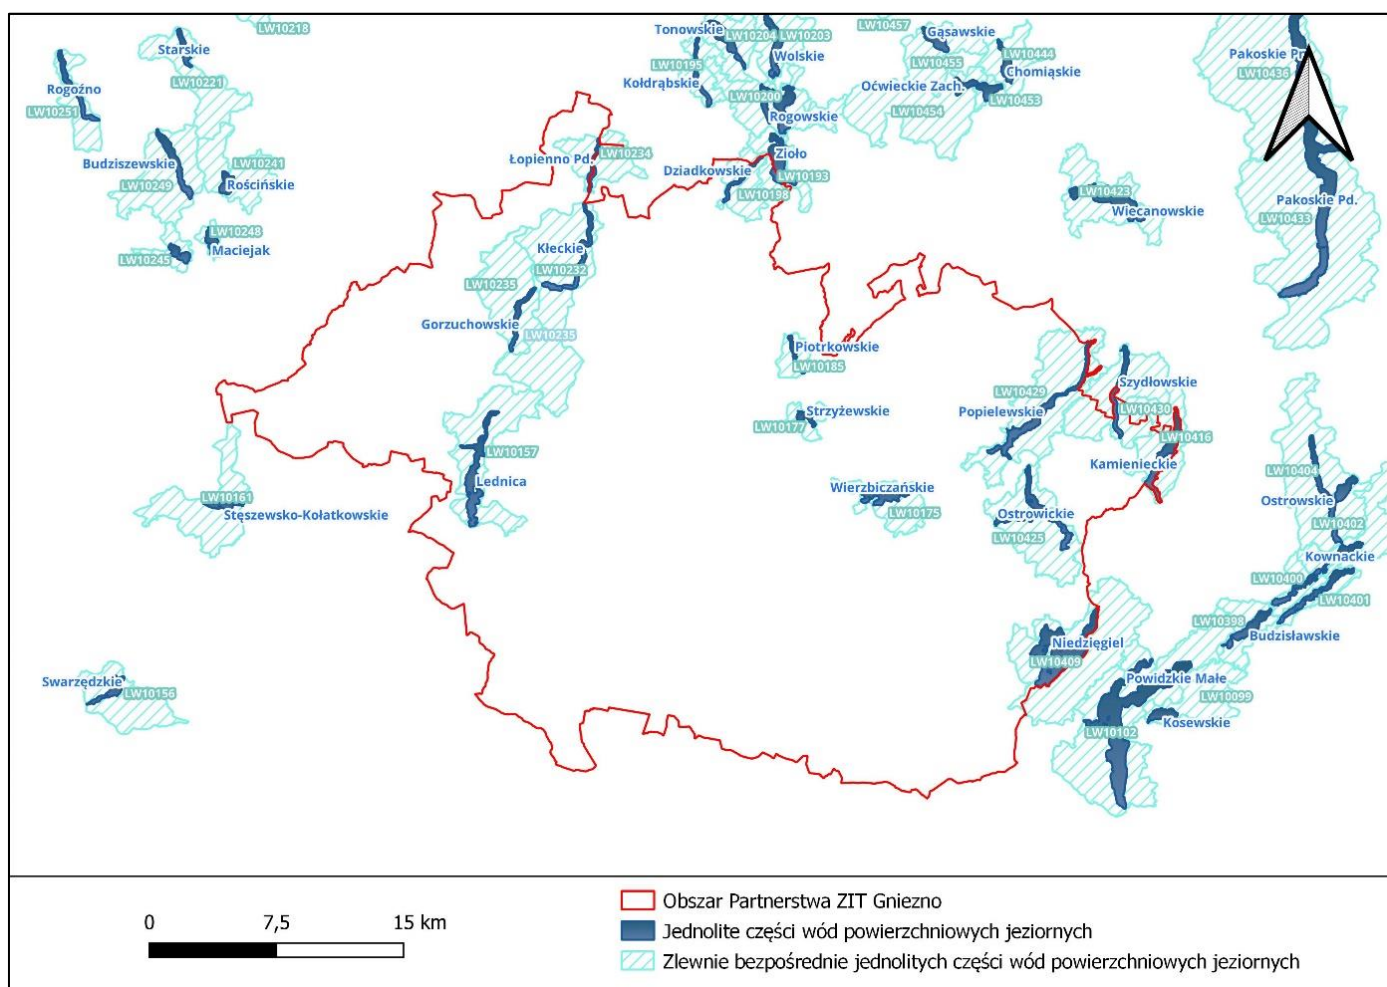 LW10218
Starskie
LW10221
Rogoźno
LW10251
Budziszewskie
LW10249
LW10241
Rościńskie
LW10248
LW10245
Maciejak
Tonowskie
LW10204
LW10203
LW10195
Wolskie
Kołdrąbskie
LW10200
Rogowskie
Zioło
LW10193
Dziadkowskie
LW10198
LW10457
Gąsawskie
LW10444
LW10455
Chomiąskie
Oćwieckie Zach.
LW10453
LW10454
Pakoskie
LW10436
LW10423
Wiecanowskie
Pakoskie Pd.
LW10433
Łopienno Pd.
LW10234
Kłeckie
LW10232
LW10235
Gorzuchowskie
LW10235
Piotrkowskie
LW10185
Strzyżewskie
LW10177
LW10429
Szydłowskie
Popielewskie
LW10430
LW10416
Kamienieckie
LW10157
Lednica
LW10161
Stęszewsko-Kołatkowskie
Wierzbiczańskie
LW10175
Ostrowickie
LW10425
LW10404
Ostrowskie
LW10402
Kownackie
LW10400
LW10401
LW10398
Budzisławskie
Niedzięgiel
LW10409
Powidzkie Małe
LW10099
Kosewskie
LW10102
Swarzędzkie
LW10156
0 7,5 15 km
Obszar Partnerstwa ZIT Gniezno
Jednolite części wód powierzchniowych jeziornych
Zlewnie bezpośrednie jednolitych części wód powierzchniowych jeziornych